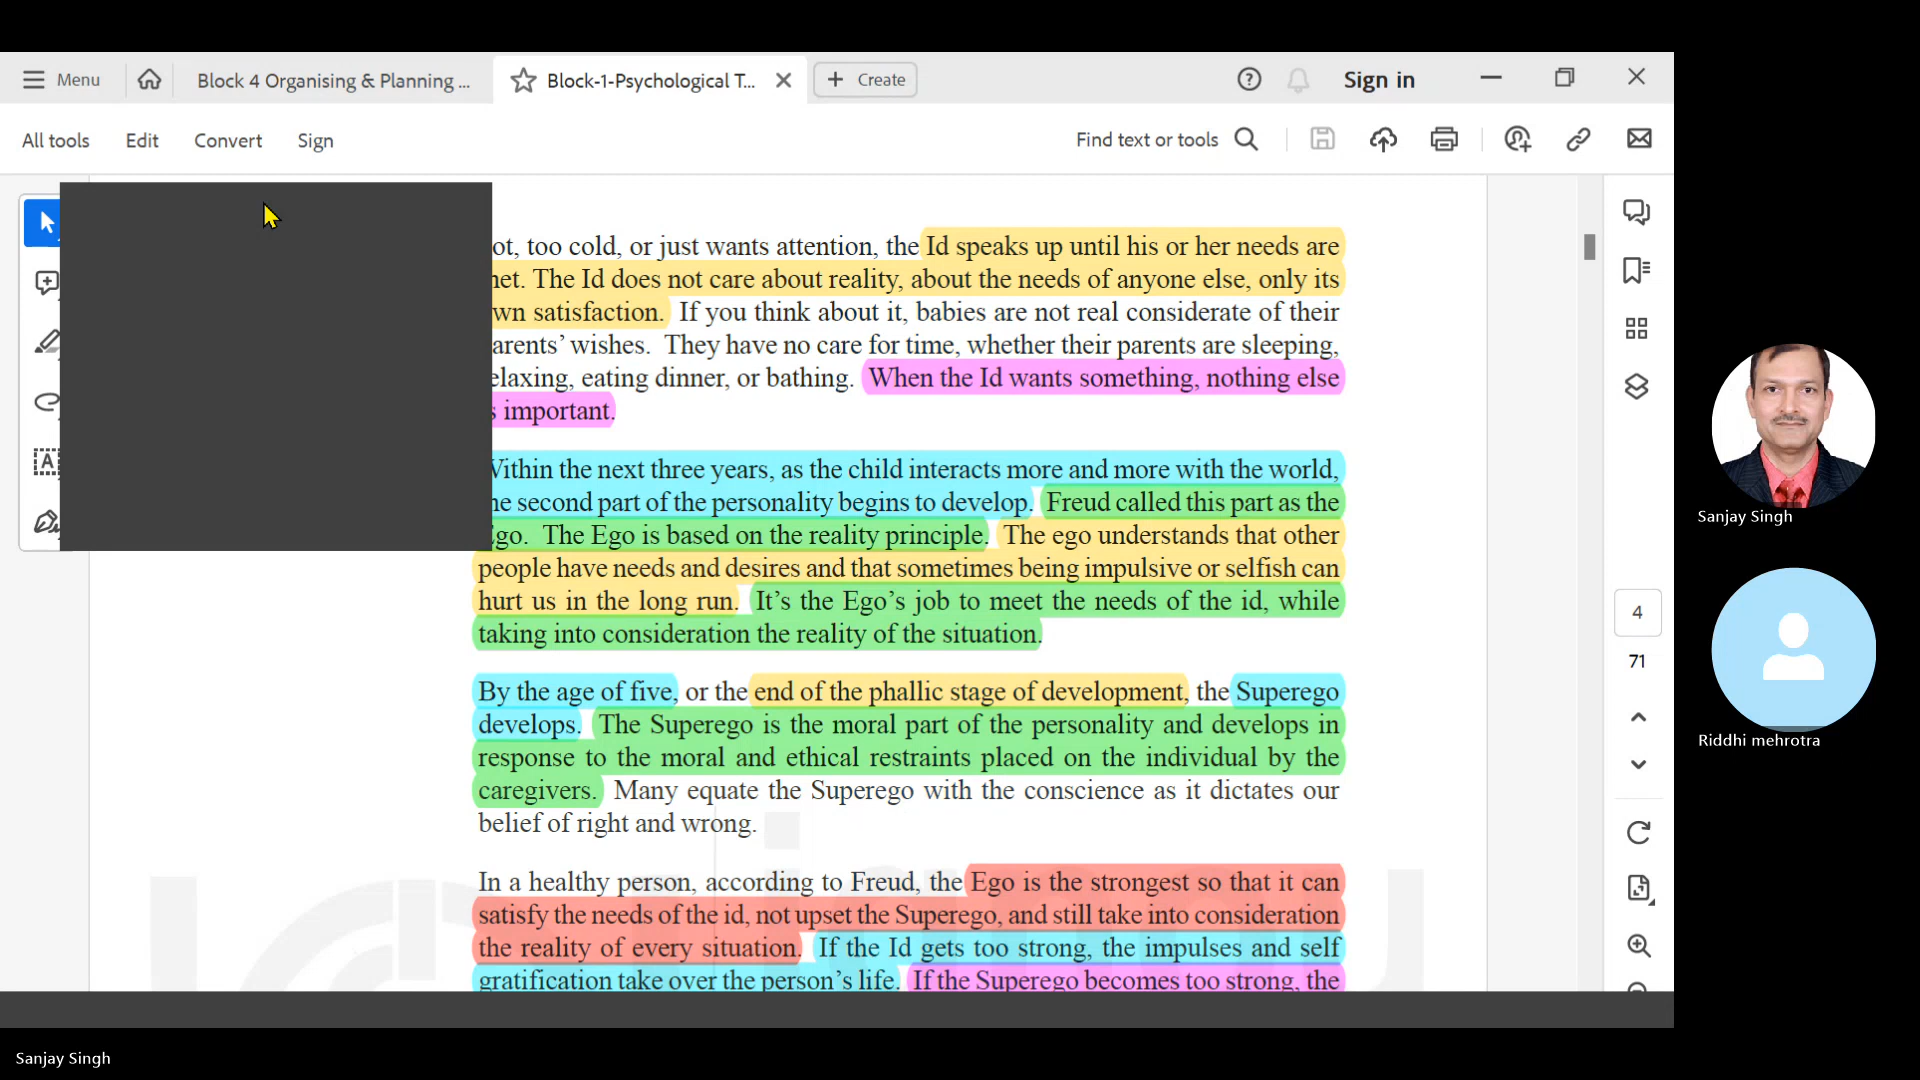 Menu
Block 4 Organising & Planning ...
Block-1-Psychological T...
Create
Sign in
All tools
Edit
Convert
Sign
Find text or tools
ot, too cold, or just wants attention, the Id speaks up until his or her needs are
et. The Id does not care about reality, about the needs of anyone else, only its
wn satisfaction. If you think about it, babies are not real considerate of their
arents’ wishes. They have no care for time, whether their parents are sleeping,
elaxing, eating dinner, or bathing. When the Id wants something, nothing else
s important.
Within the next three years, as the child interacts more and more with the world,
he second part of the personality begins to develop. Freud called this part as the
Ego. The Ego is based on the reality principle. The ego understands that other
people have needs and desires and that sometimes being impulsive or selfish can
hurt us in the long run. It’s the Ego’s job to meet the needs of the id, while
taking into consideration the reality of the situation.
By the age of five, or the end of the phallic stage of development, the Superego
develops. The Superego is the moral part of the personality and develops in
response to the moral and ethical restraints placed on the individual by the
caregivers. Many equate the Superego with the conscience as it dictates our
belief of right and wrong.
In a healthy person, according to Freud, the Ego is the strongest so that it can
satisfy the needs of the id, not upset the Superego, and still take into consideration
the reality of every situation. If the Id gets too strong, the impulses and self
gratification take over the person’s life. If the Superego becomes too strong, the
4
71
Sanjay Singh
Riddhi mehrotra
Sanjay Singh